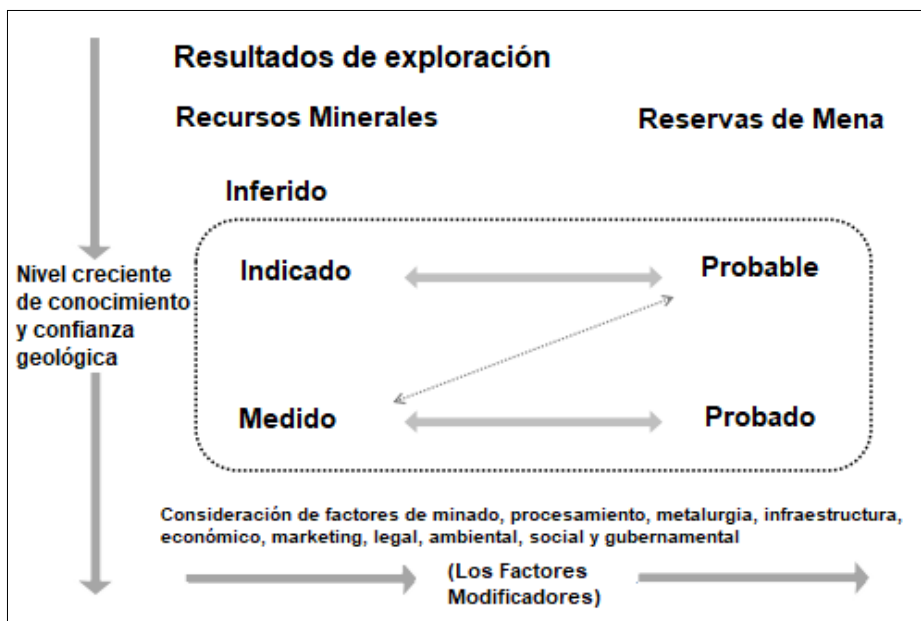 Resultados de exploración
Recursos Minerales
Reservas de Mena
Inferido
Indicado
Probable
Nivel creciente
de conocimiento
y confianza
geológica
Medido
Probado
Consideración de factores de minado, procesamiento, metalurgia, infraestructura,
económico, marketing, legal, ambiental, social y gubernamental
(Los Factores
Modificadores)